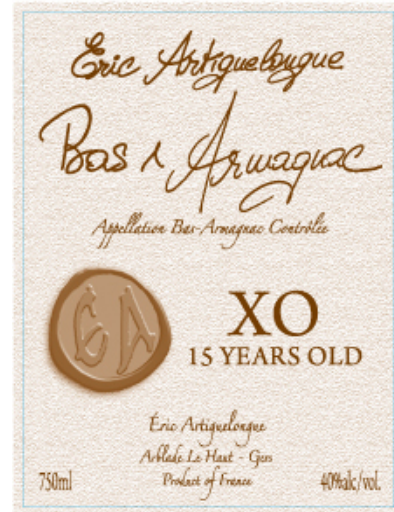 Eric Artiguelongue
Bas Armagnac
Appellation Bas-Armagnac Contrôlée
EA
XO
15 YEARS OLD
Éric Artiguelongue
Arblade Le Haut - Gers
750ml Product of France 40%alc/vol.